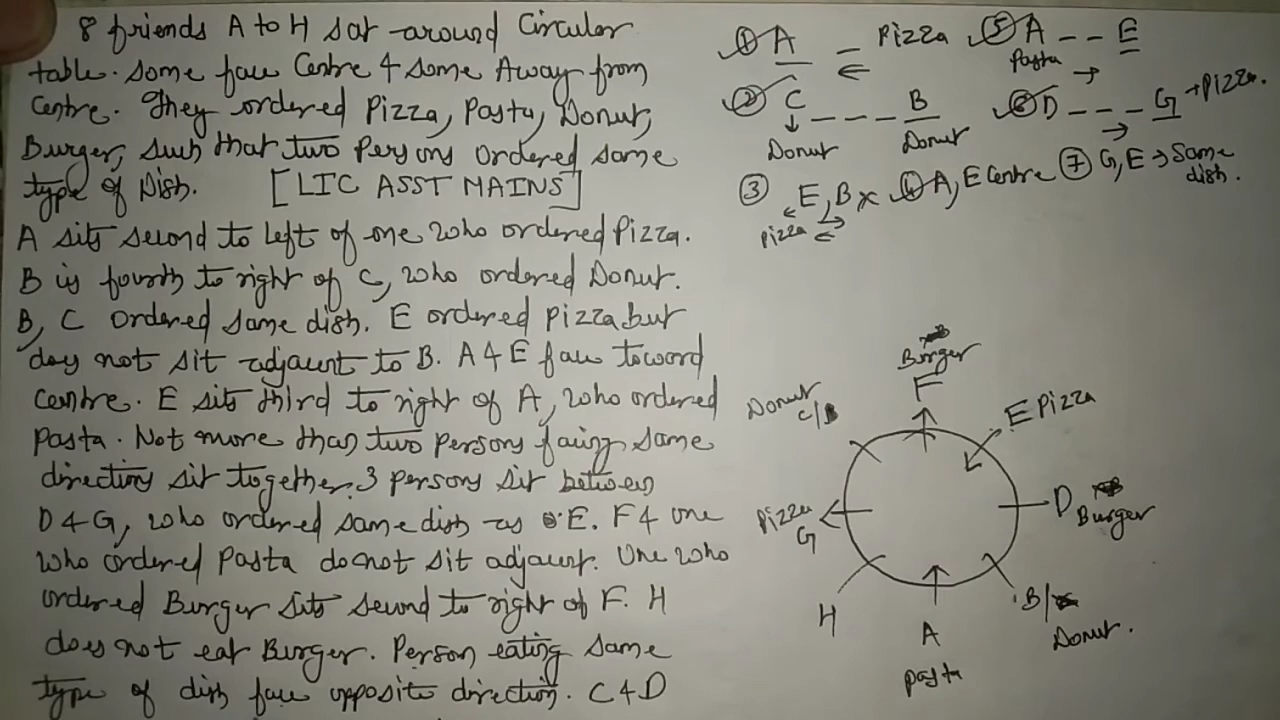 8 friends A to H sat around Circular
table. Some face Centre & some Away from
Centre. They ordered Pizza, Pasta, Donut,
Burger, such that two Persons ordered same
type of Dish. [LIC ASST MAINS]
A sits second to left of one who ordered Pizza.
B is fourth to right of C, who ordered Donut.
B, C ordered same dish. E ordered pizza but
does not sit adjacent to B. A & E face toward
Centre. E sits third to right of A, who ordered
pasta. Not more than two persons facing same
directions sit together. 3 persons sit between
D & G, who ordered same dish as E. F & one
who ordered Pasta do not sit adjacent. One who
ordered Burger sits second to right of F. H
does not eat Burger. Person eating same
type of dish face opposite direction. C & D
① A _ Pizza
② C _ _ _ B
Donut Donut
③ E, B ×
Pizza
④ A, E Centre
⑤ A _ _ E
Pasta
⑥ D _ _ _ G → Pizza.
⑦ G, E → Same
dish.
Burger
F
E Pizza
D Burger
B/
Donut.
A
pasta
H
Pizza
G
Donut
C/B